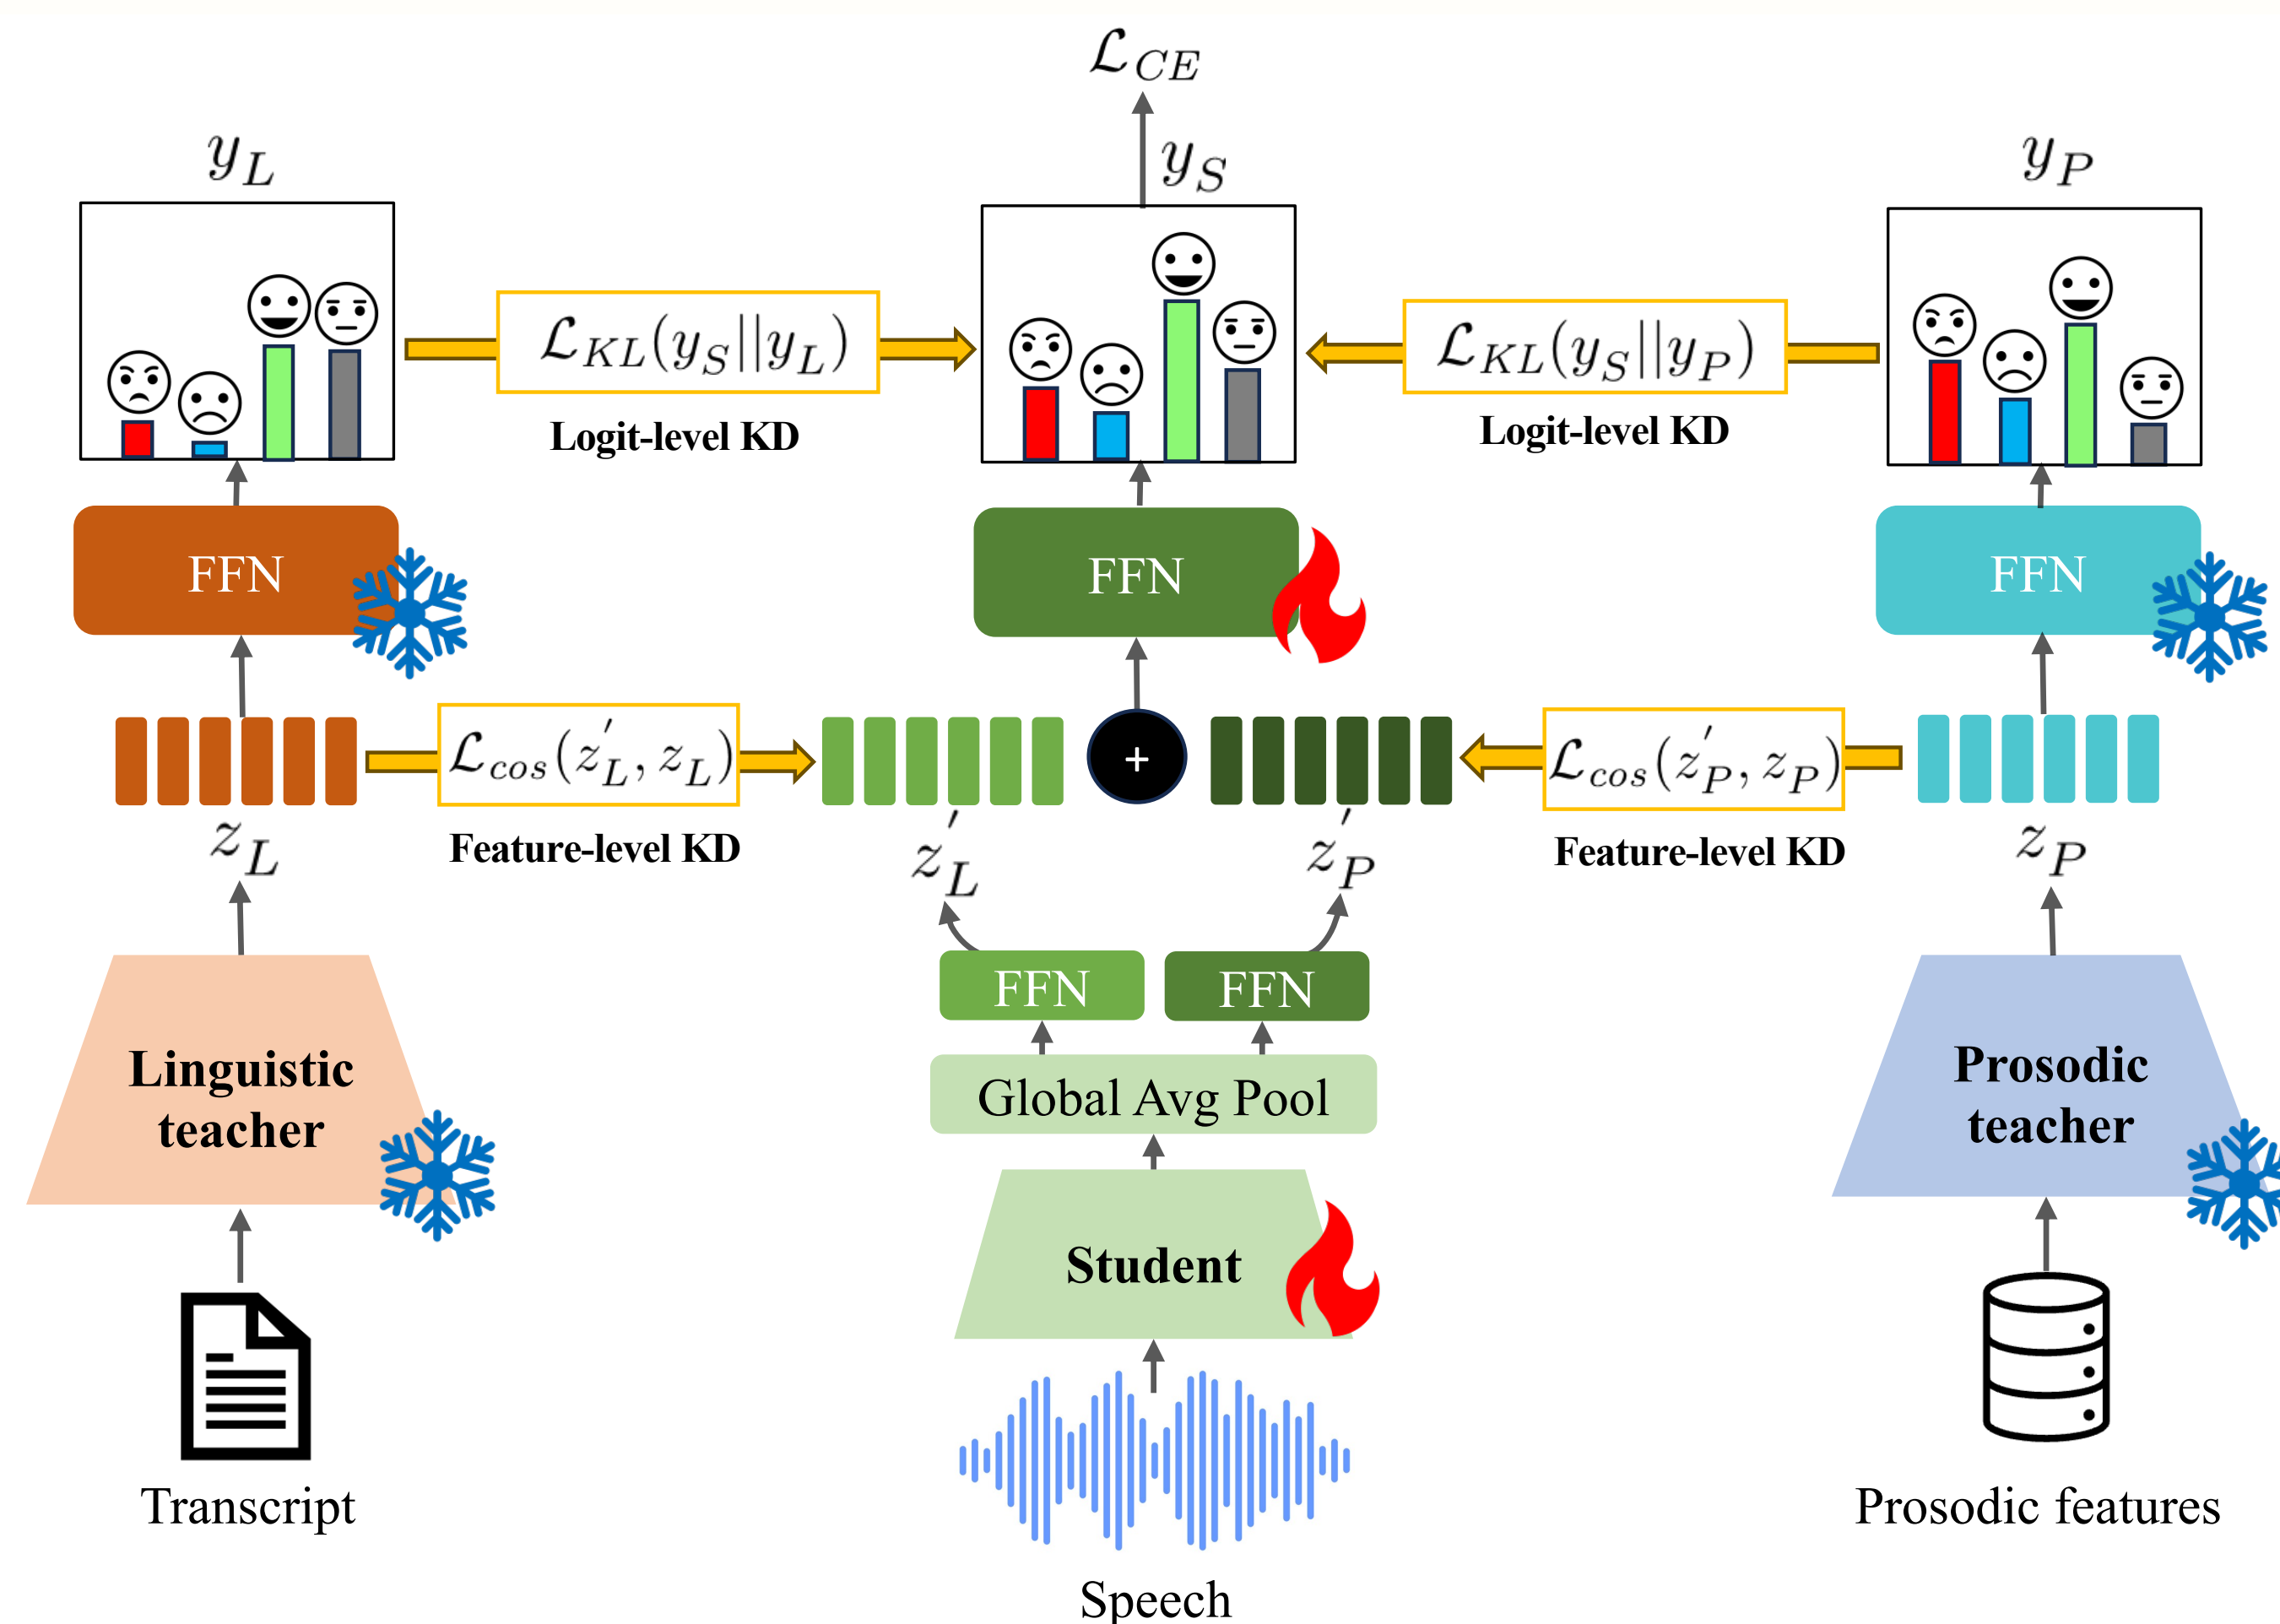 ℒ_CE
y_L
y_S
y_P
ℒ_KL(y_S||y_L)
ℒ_KL(y_S||y_P)
Logit-level KD
Logit-level KD
FFN
FFN
FFN
ℒ_cos(z'_L, z_L)
+
ℒ_cos(z'_P, z_P)
Feature-level KD
Feature-level KD
z_L
z'_L
z'_P
z_P
FFN
FFN
Linguistic
teacher
Global Avg Pool
Prosodic
teacher
Student
Transcript
Prosodic features
Speech